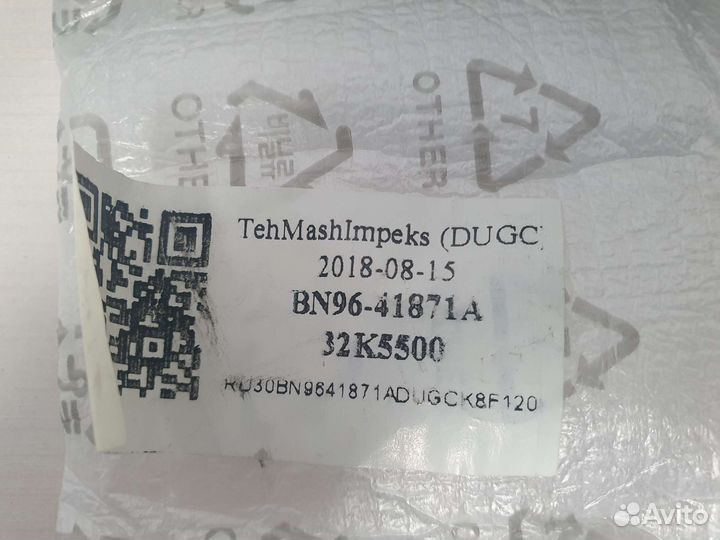 OTHER
7
OTHER
TehMashImpeks (DUGC)
2018-08-15
BN96-41871A
32K5500
RU30BN9641871ADUGCK8F120
Avito